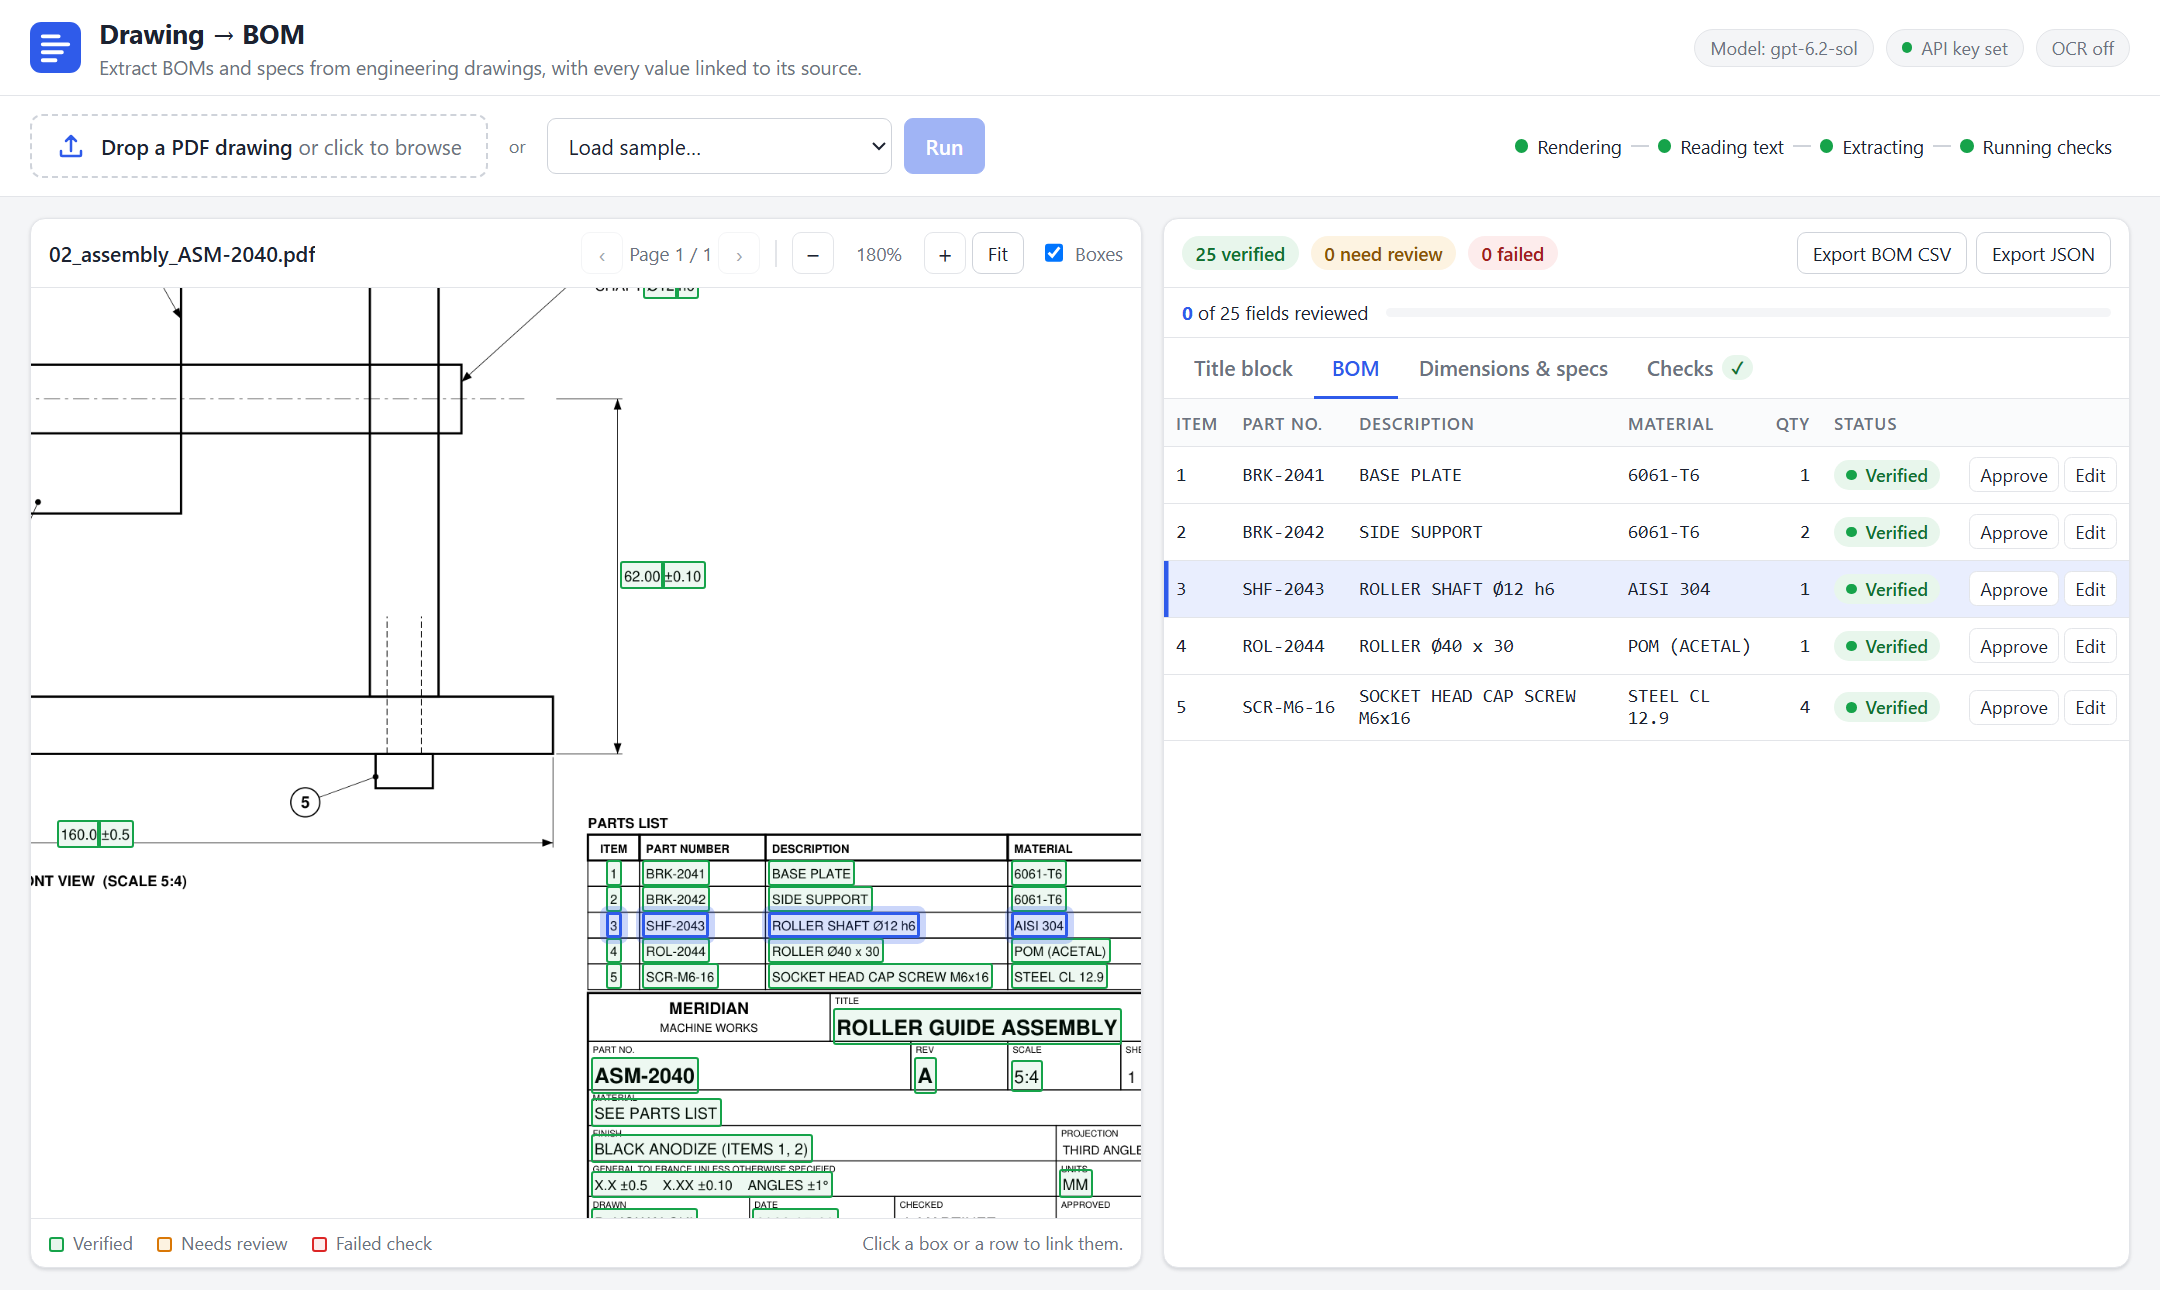 Drawing → BOM
Extract BOMs and specs from engineering drawings, with every value linked to its source.
Model: gpt-6.2-sol
API key set
OCR off
Drop a PDF drawing or click to browse
or
Load sample...
Run
Rendering — Reading text — Extracting — Running checks
02_assembly_ASM-2040.pdf
‹ Page 1 / 1 ›
− 180% + Fit
Boxes
62.00 ±0.10
5
160.0 ±0.5
NT VIEW (SCALE 5:4)
PARTS LIST
ITEM PART NUMBER DESCRIPTION MATERIAL
1 BRK-2041 BASE PLATE 6061-T6
2 BRK-2042 SIDE SUPPORT 6061-T6
3 SHF-2043 ROLLER SHAFT Ø12 h6 AISI 304
4 ROL-2044 ROLLER Ø40 x 30 POM (ACETAL)
5 SCR-M6-16 SOCKET HEAD CAP SCREW M6x16 STEEL CL 12.9
MERIDIAN
MACHINE WORKS
TITLE
ROLLER GUIDE ASSEMBLY
PART NO. REV SCALE SHE
ASM-2040 A 5:4 1
MATERIAL
SEE PARTS LIST
FINISH PROJECTION
BLACK ANODIZE (ITEMS 1, 2) THIRD ANGLE
GENERAL TOLERANCE UNLESS OTHERWISE SPECIFIED UNITS
X.X ±0.5 X.XX ±0.10 ANGLES ±1° MM
DRAWN DATE CHECKED APPROVED
Verified
Needs review
Failed check
Click a box or a row to link them.
25 verified
0 need review
0 failed
Export BOM CSV
Export JSON
0 of 25 fields reviewed
Title block BOM Dimensions & specs Checks ✓
ITEM PART NO. DESCRIPTION MATERIAL QTY STATUS
1 BRK-2041 BASE PLATE 6061-T6 1 Verified Approve Edit
2 BRK-2042 SIDE SUPPORT 6061-T6 2 Verified Approve Edit
3 SHF-2043 ROLLER SHAFT Ø12 h6 AISI 304 1 Verified Approve Edit
4 ROL-2044 ROLLER Ø40 x 30 POM (ACETAL) 1 Verified Approve Edit
5 SCR-M6-16 SOCKET HEAD CAP SCREW M6x16 STEEL CL 12.9 4 Verified Approve Edit